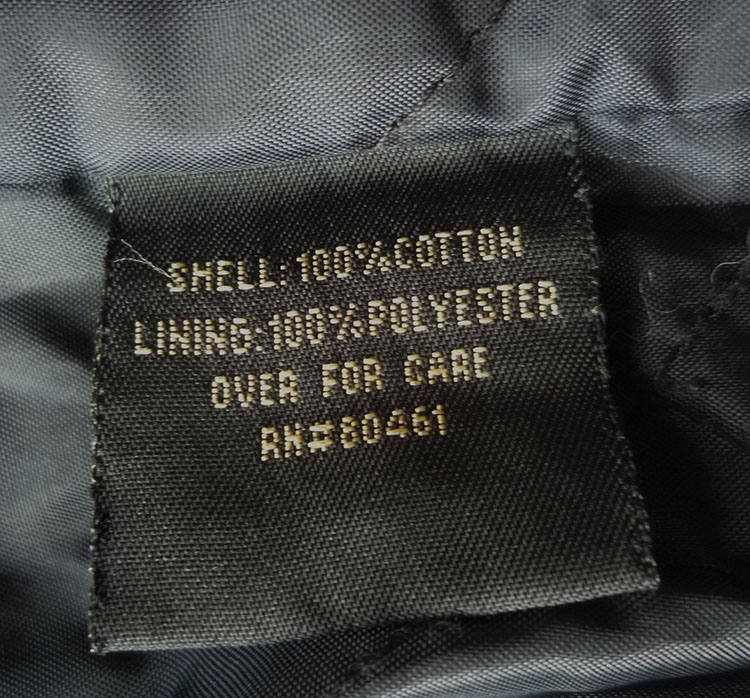 SHELL:100%COTTON
LINING:100%POLYESTER
OVER FOR CARE
RN#80461